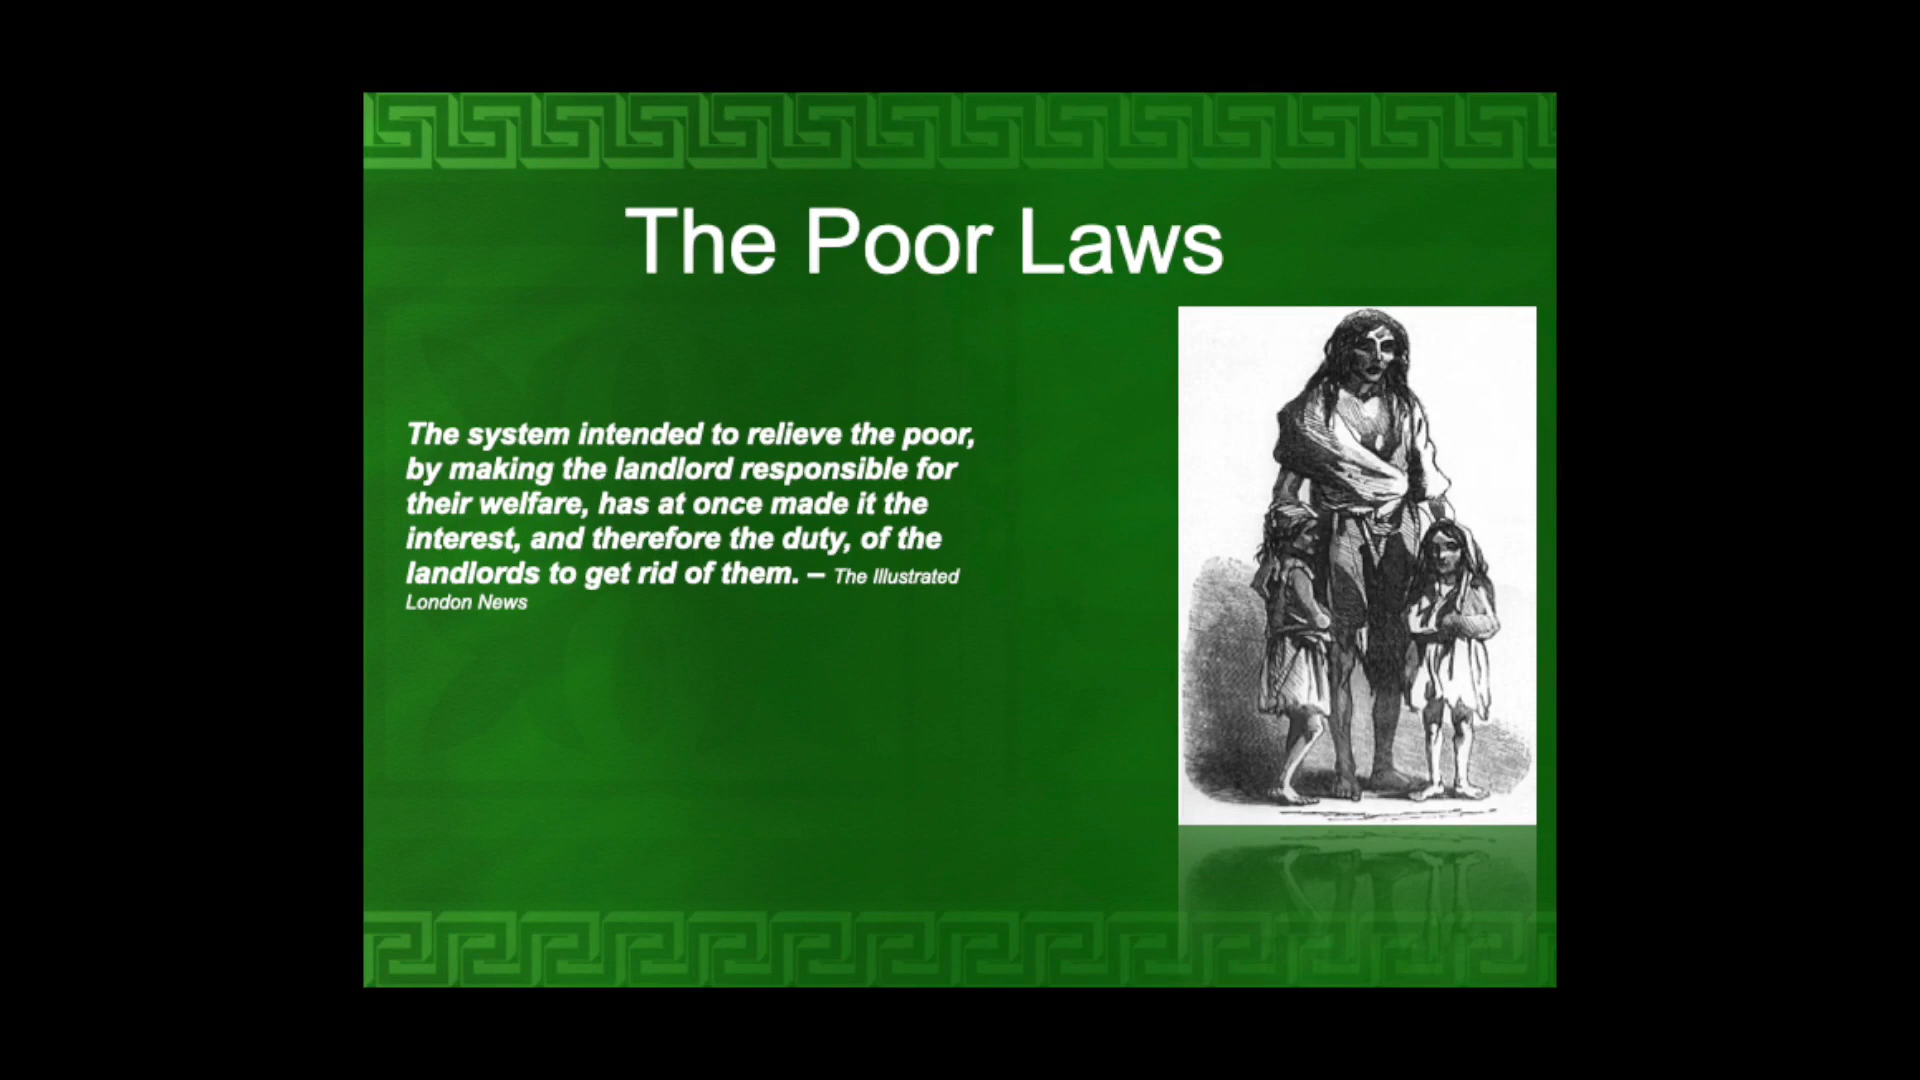 The Poor Laws
The system intended to relieve the poor,
by making the landlord responsible for
their welfare, has at once made it the
interest, and therefore the duty, of the
landlords to get rid of them. – The Illustrated
London News